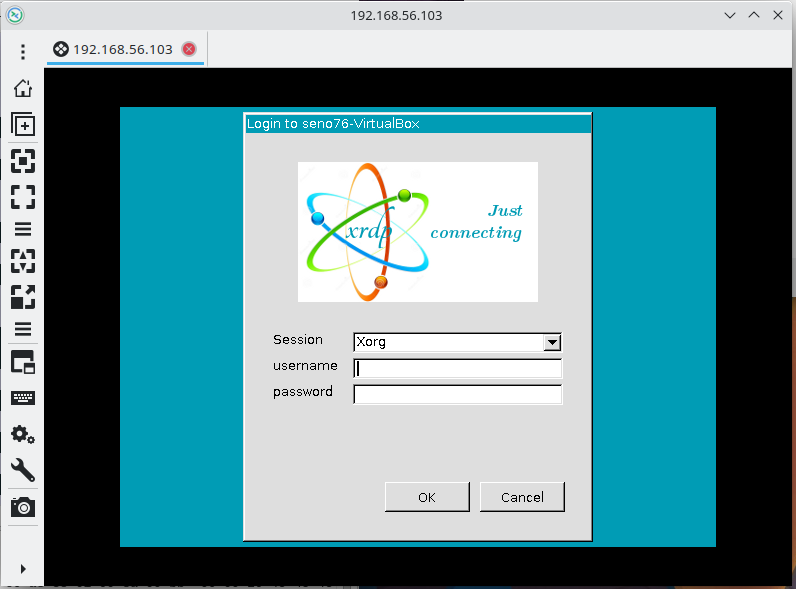 192.168.56.103
192.168.56.103
Login to seno76-VirtualBox
xrdp
Just
connecting
Session
Xorg
username
password
OK
Cancel